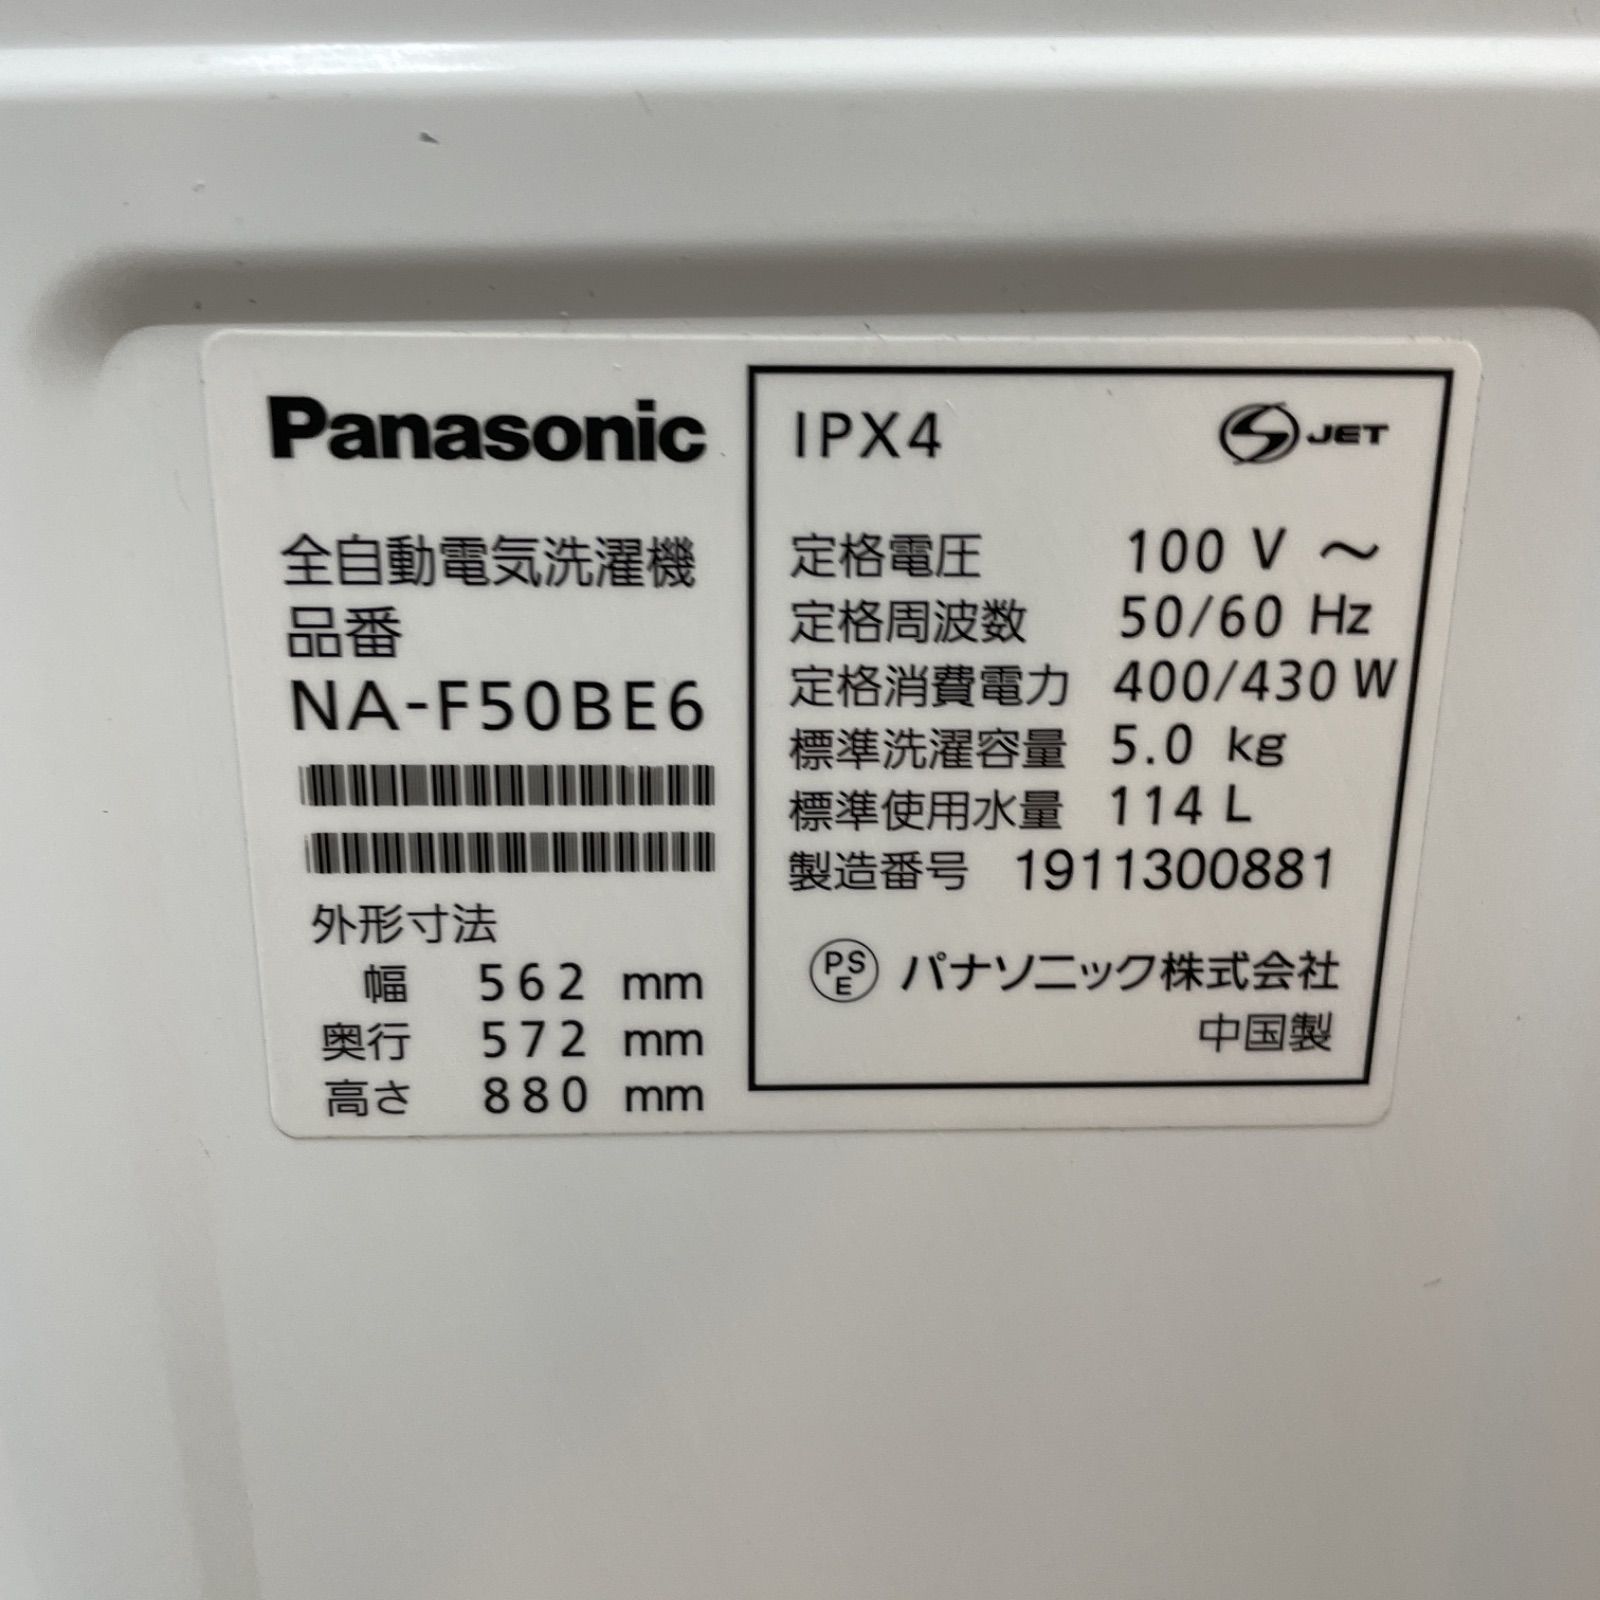 Panasonic
全自動電気洗濯機
品番
NA-F50BE6
外形寸法
幅 562 mm
奥行 572 mm
高さ 880 mm
IPX4 JET
定格電圧 100 V ～
定格周波数 50/60 Hz
定格消費電力 400/430 W
標準洗濯容量 5.0 kg
標準使用水量 114 L
製造番号 1911300881
PSE パナソニック株式会社
中国製